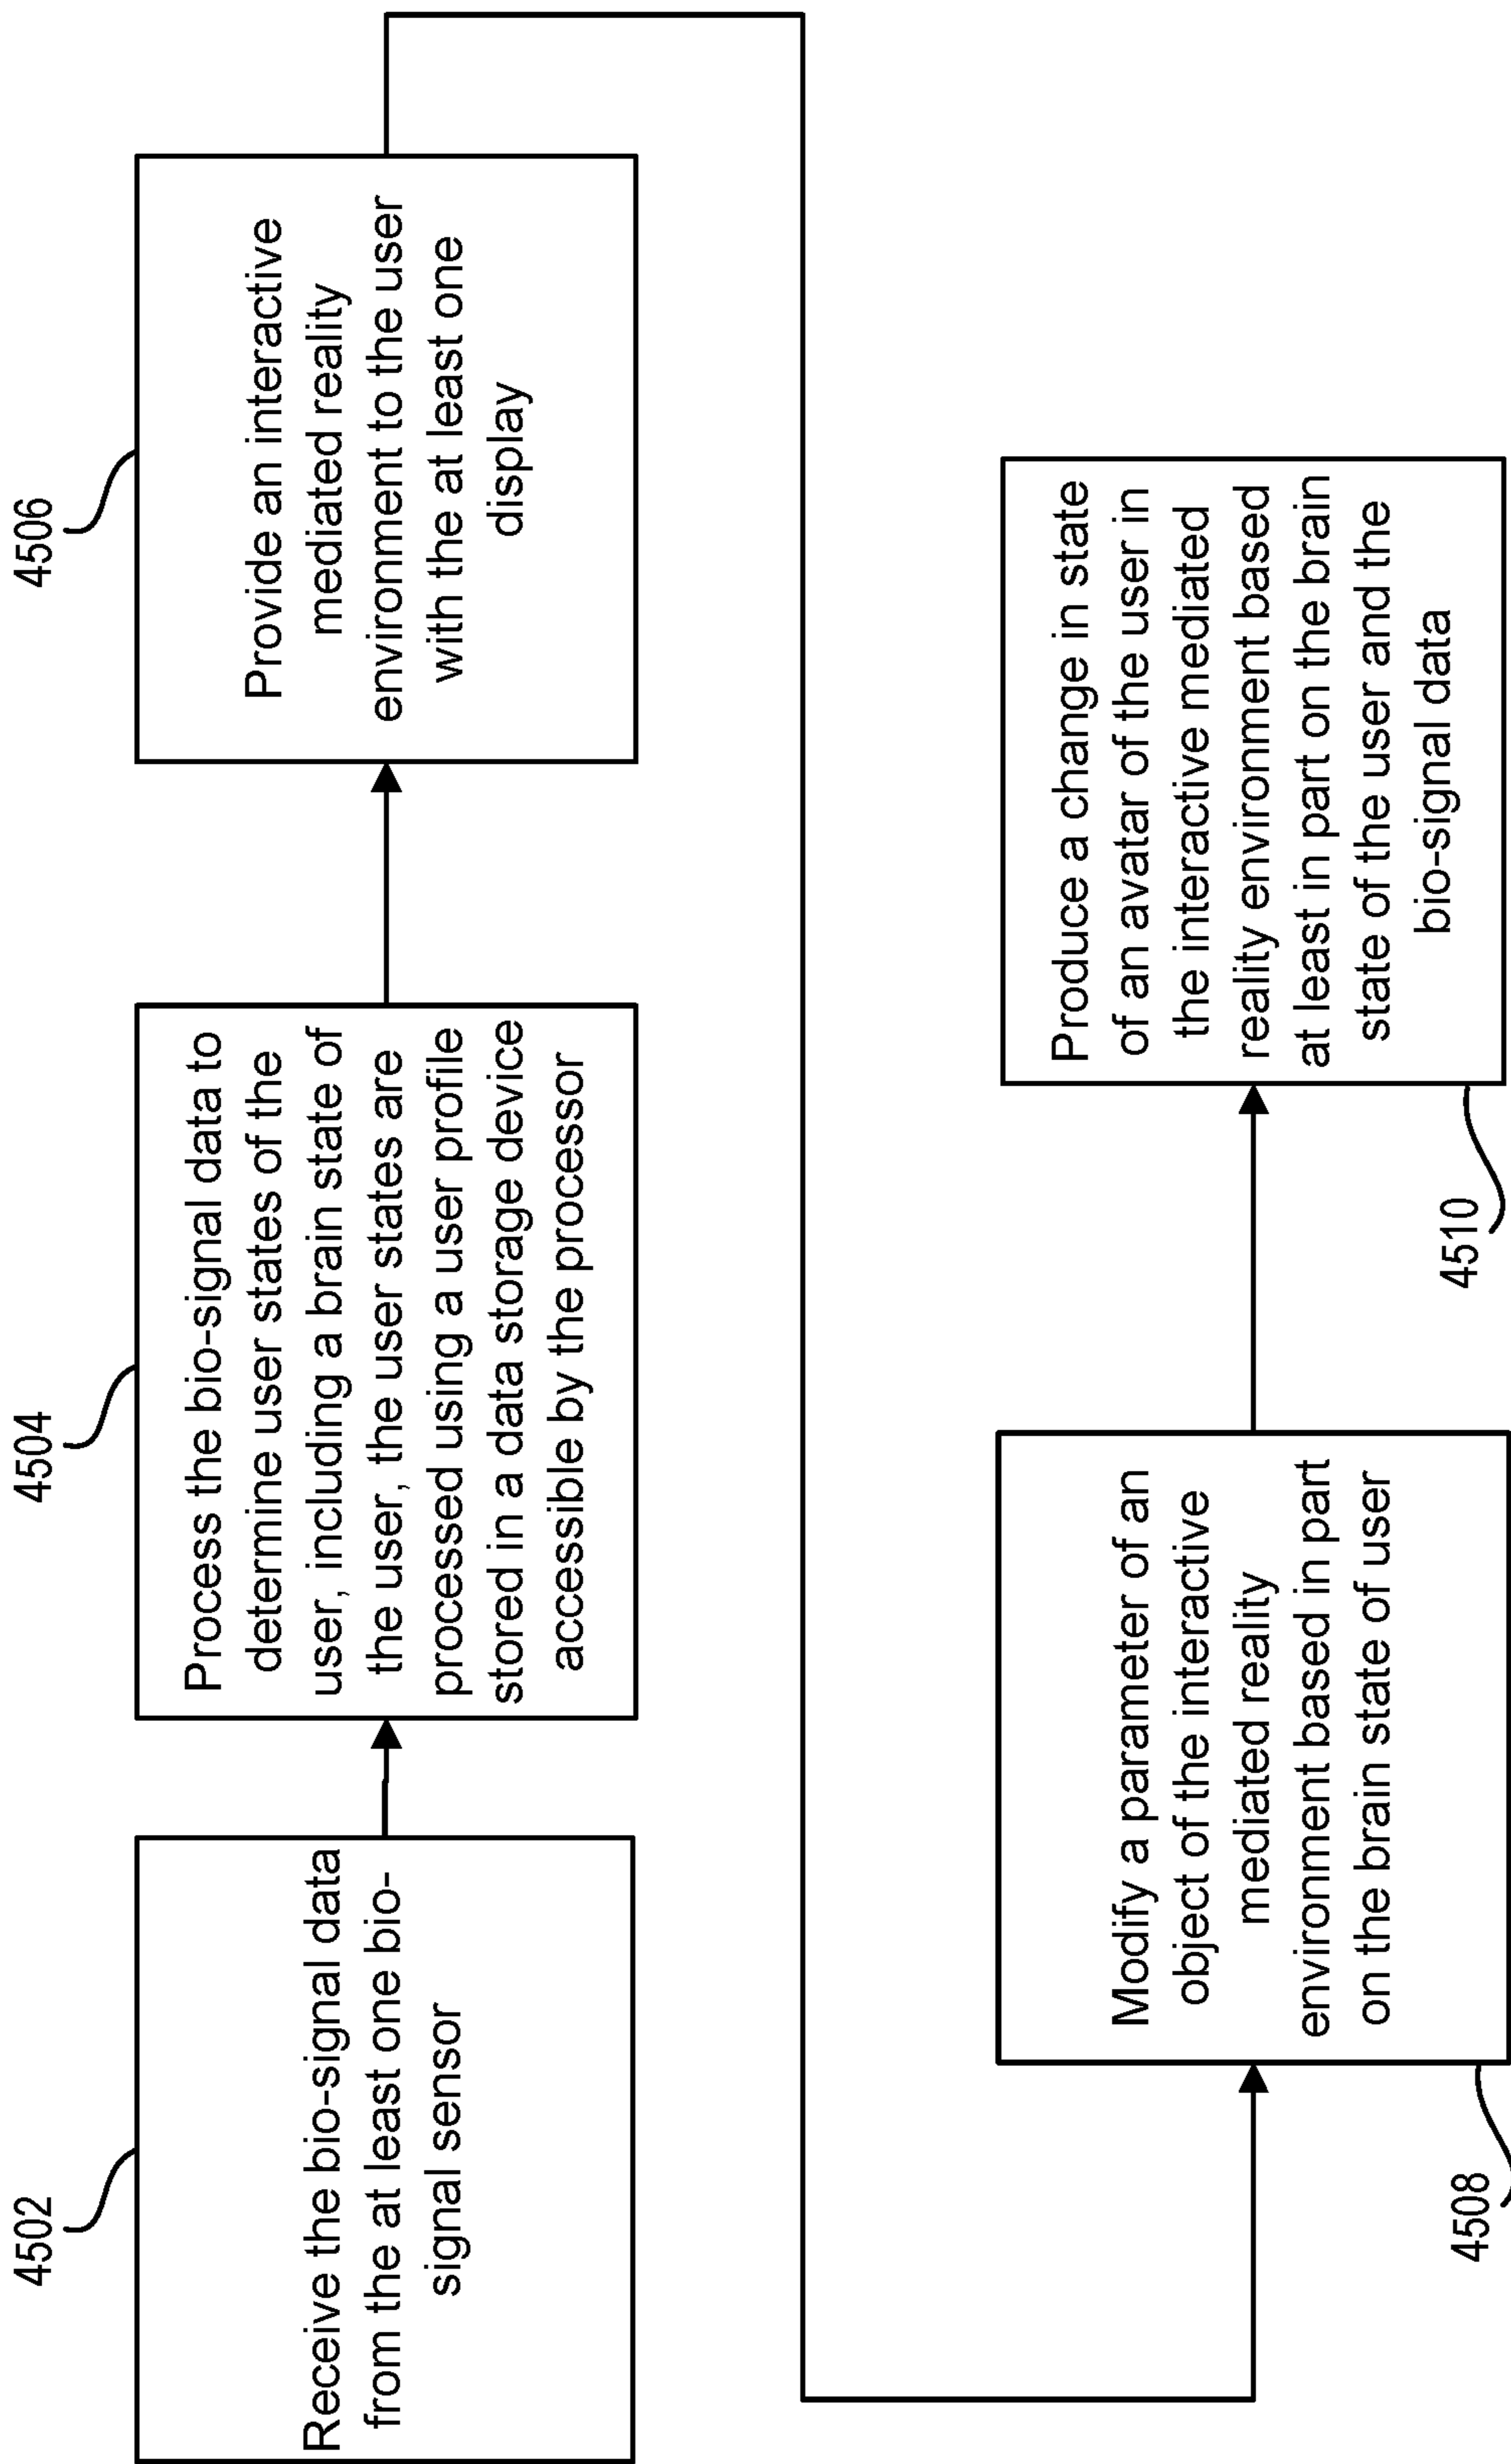 4502
Receive the bio-signal data
from the at least one bio-
signal sensor
4504
Process the bio-signal data to
determine user states of the
user, including a brain state of
the user, the user states are
processed using a user profile
stored in a data storage device
accessible by the processor
4506
Provide an interactive
mediated reality
environment to the user
with the at least one
display
4508
Modify a parameter of an
object of the interactive
mediated reality
environment based in part
on the brain state of user
4510
Produce a change in state
of an avatar of the user in
the interactive mediated
reality environment based
at least in part on the brain
state of the user and the
bio-signal data